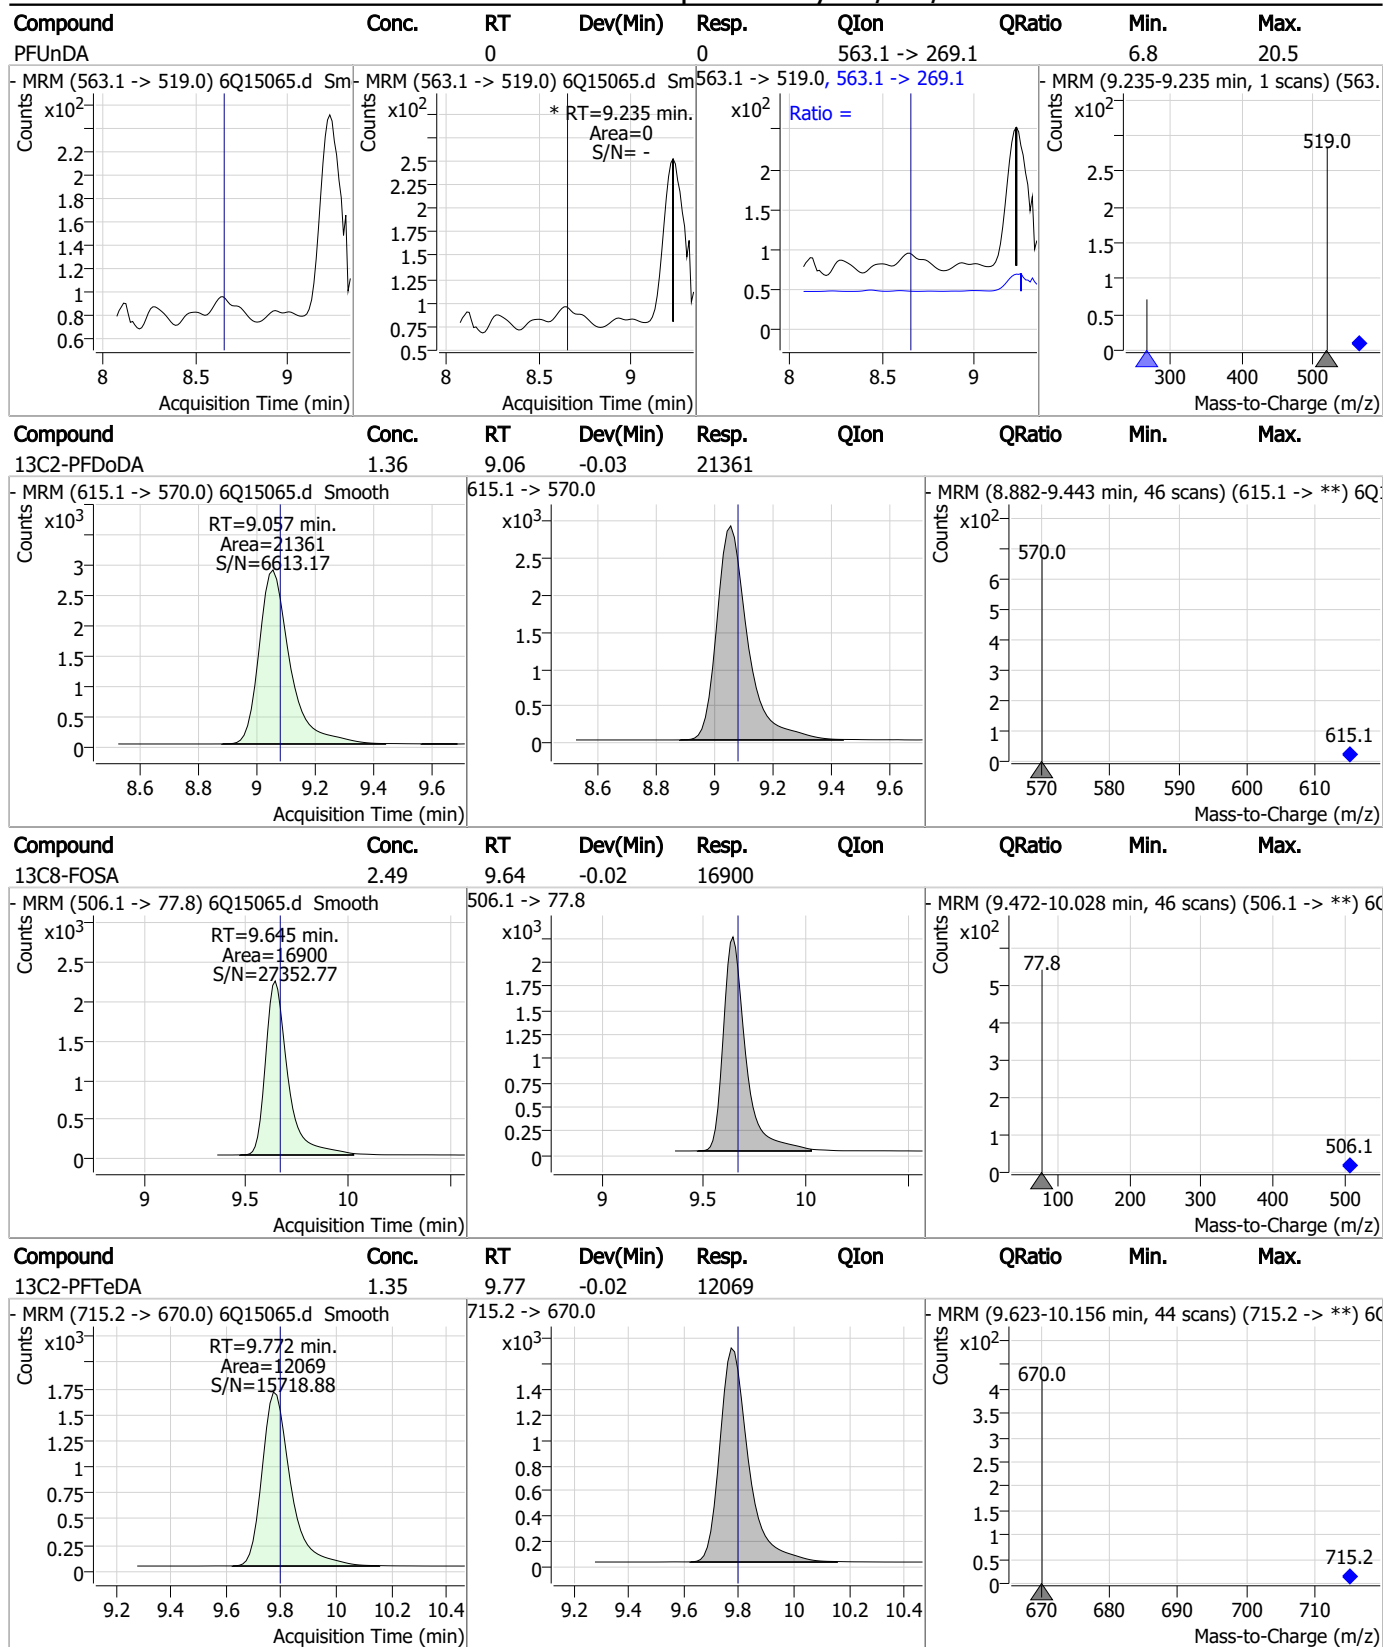 Compound Conc. RT Dev(Min) Resp. QIon QRatio Min. Max.
PFUnDA 0 0 563.1 -> 269.1 6.8 20.5
- MRM (563.1 -> 519.0) 6Q15065.d Sm
Counts
x10²
2.2
2
1.8
1.6
1.4
1.2
1
0.8
0.6
8 8.5 9
Acquisition Time (min)
- MRM (563.1 -> 519.0) 6Q15065.d Sm
Counts
x10²
* RT=9.235 min.
Area=0
S/N= -
2.5
2.25
2
1.75
1.5
1.25
1
0.75
0.5
8 8.5 9
Acquisition Time (min)
563.1 -> 519.0, 563.1 -> 269.1
x10²
Ratio =
2
1.5
1
0.5
0
8 8.5 9
Acquisition Time (min)
- MRM (9.235-9.235 min, 1 scans) (563.
Counts
x10²
519.0
2.5
2
1.5
1
0.5
0
300 400 500
Mass-to-Charge (m/z)
Compound Conc. RT Dev(Min) Resp. QIon QRatio Min. Max.
13C2-PFDoDA 1.36 9.06 -0.03 21361
- MRM (615.1 -> 570.0) 6Q15065.d Smooth
Counts
x10³
RT=9.057 min.
Area=21361
S/N=6613.17
3
2.5
2
1.5
1
0.5
0
8.6 8.8 9 9.2 9.4 9.6
Acquisition Time (min)
615.1 -> 570.0
x10³
2.5
2
1.5
1
0.5
0
8.6 8.8 9 9.2 9.4 9.6
Acquisition Time (min)
- MRM (8.882-9.443 min, 46 scans) (615.1 -> **) 6Q
Counts
x10²
570.0
6
5
4
3
2
1
0
615.1
570 580 590 600 610
Mass-to-Charge (m/z)
Compound Conc. RT Dev(Min) Resp. QIon QRatio Min. Max.
13C8-FOSA 2.49 9.64 -0.02 16900
- MRM (506.1 -> 77.8) 6Q15065.d Smooth
Counts
x10³
RT=9.645 min.
Area=16900
S/N=27352.77
2.5
2
1.5
1
0.5
0
9 9.5 10
Acquisition Time (min)
506.1 -> 77.8
x10³
2
1.75
1.5
1.25
1
0.75
0.5
0.25
0
9 9.5 10
Acquisition Time (min)
- MRM (9.472-10.028 min, 46 scans) (506.1 -> **) 6
Counts
x10²
77.8
5
4
3
2
1
0
506.1
100 200 300 400 500
Mass-to-Charge (m/z)
Compound Conc. RT Dev(Min) Resp. QIon QRatio Min. Max.
13C2-PFTeDA 1.35 9.77 -0.02 12069
- MRM (715.2 -> 670.0) 6Q15065.d Smooth
Counts
x10³
RT=9.772 min.
Area=12069
S/N=15718.88
1.75
1.5
1.25
1
0.75
0.5
0.25
0
9.2 9.4 9.6 9.8 10 10.2 10.4
Acquisition Time (min)
715.2 -> 670.0
x10³
1.4
1.2
1
0.8
0.6
0.4
0.2
0
9.2 9.4 9.6 9.8 10 10.2 10.4
Acquisition Time (min)
- MRM (9.623-10.156 min, 44 scans) (715.2 -> **) 6
Counts
x10²
670.0
4
3.5
3
2.5
2
1.5
1
0.5
0
715.2
670 680 690 700 710
Mass-to-Charge (m/z)